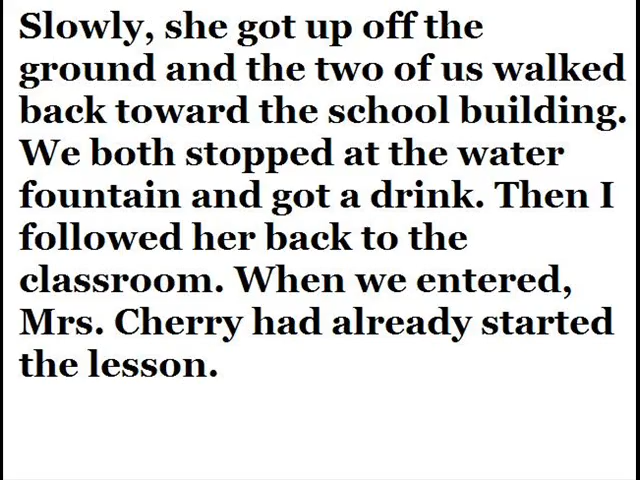 Slowly, she got up off the
ground and the two of us walked
back toward the school building.
We both stopped at the water
fountain and got a drink. Then I
followed her back to the
classroom. When we entered,
Mrs. Cherry had already started
the lesson.